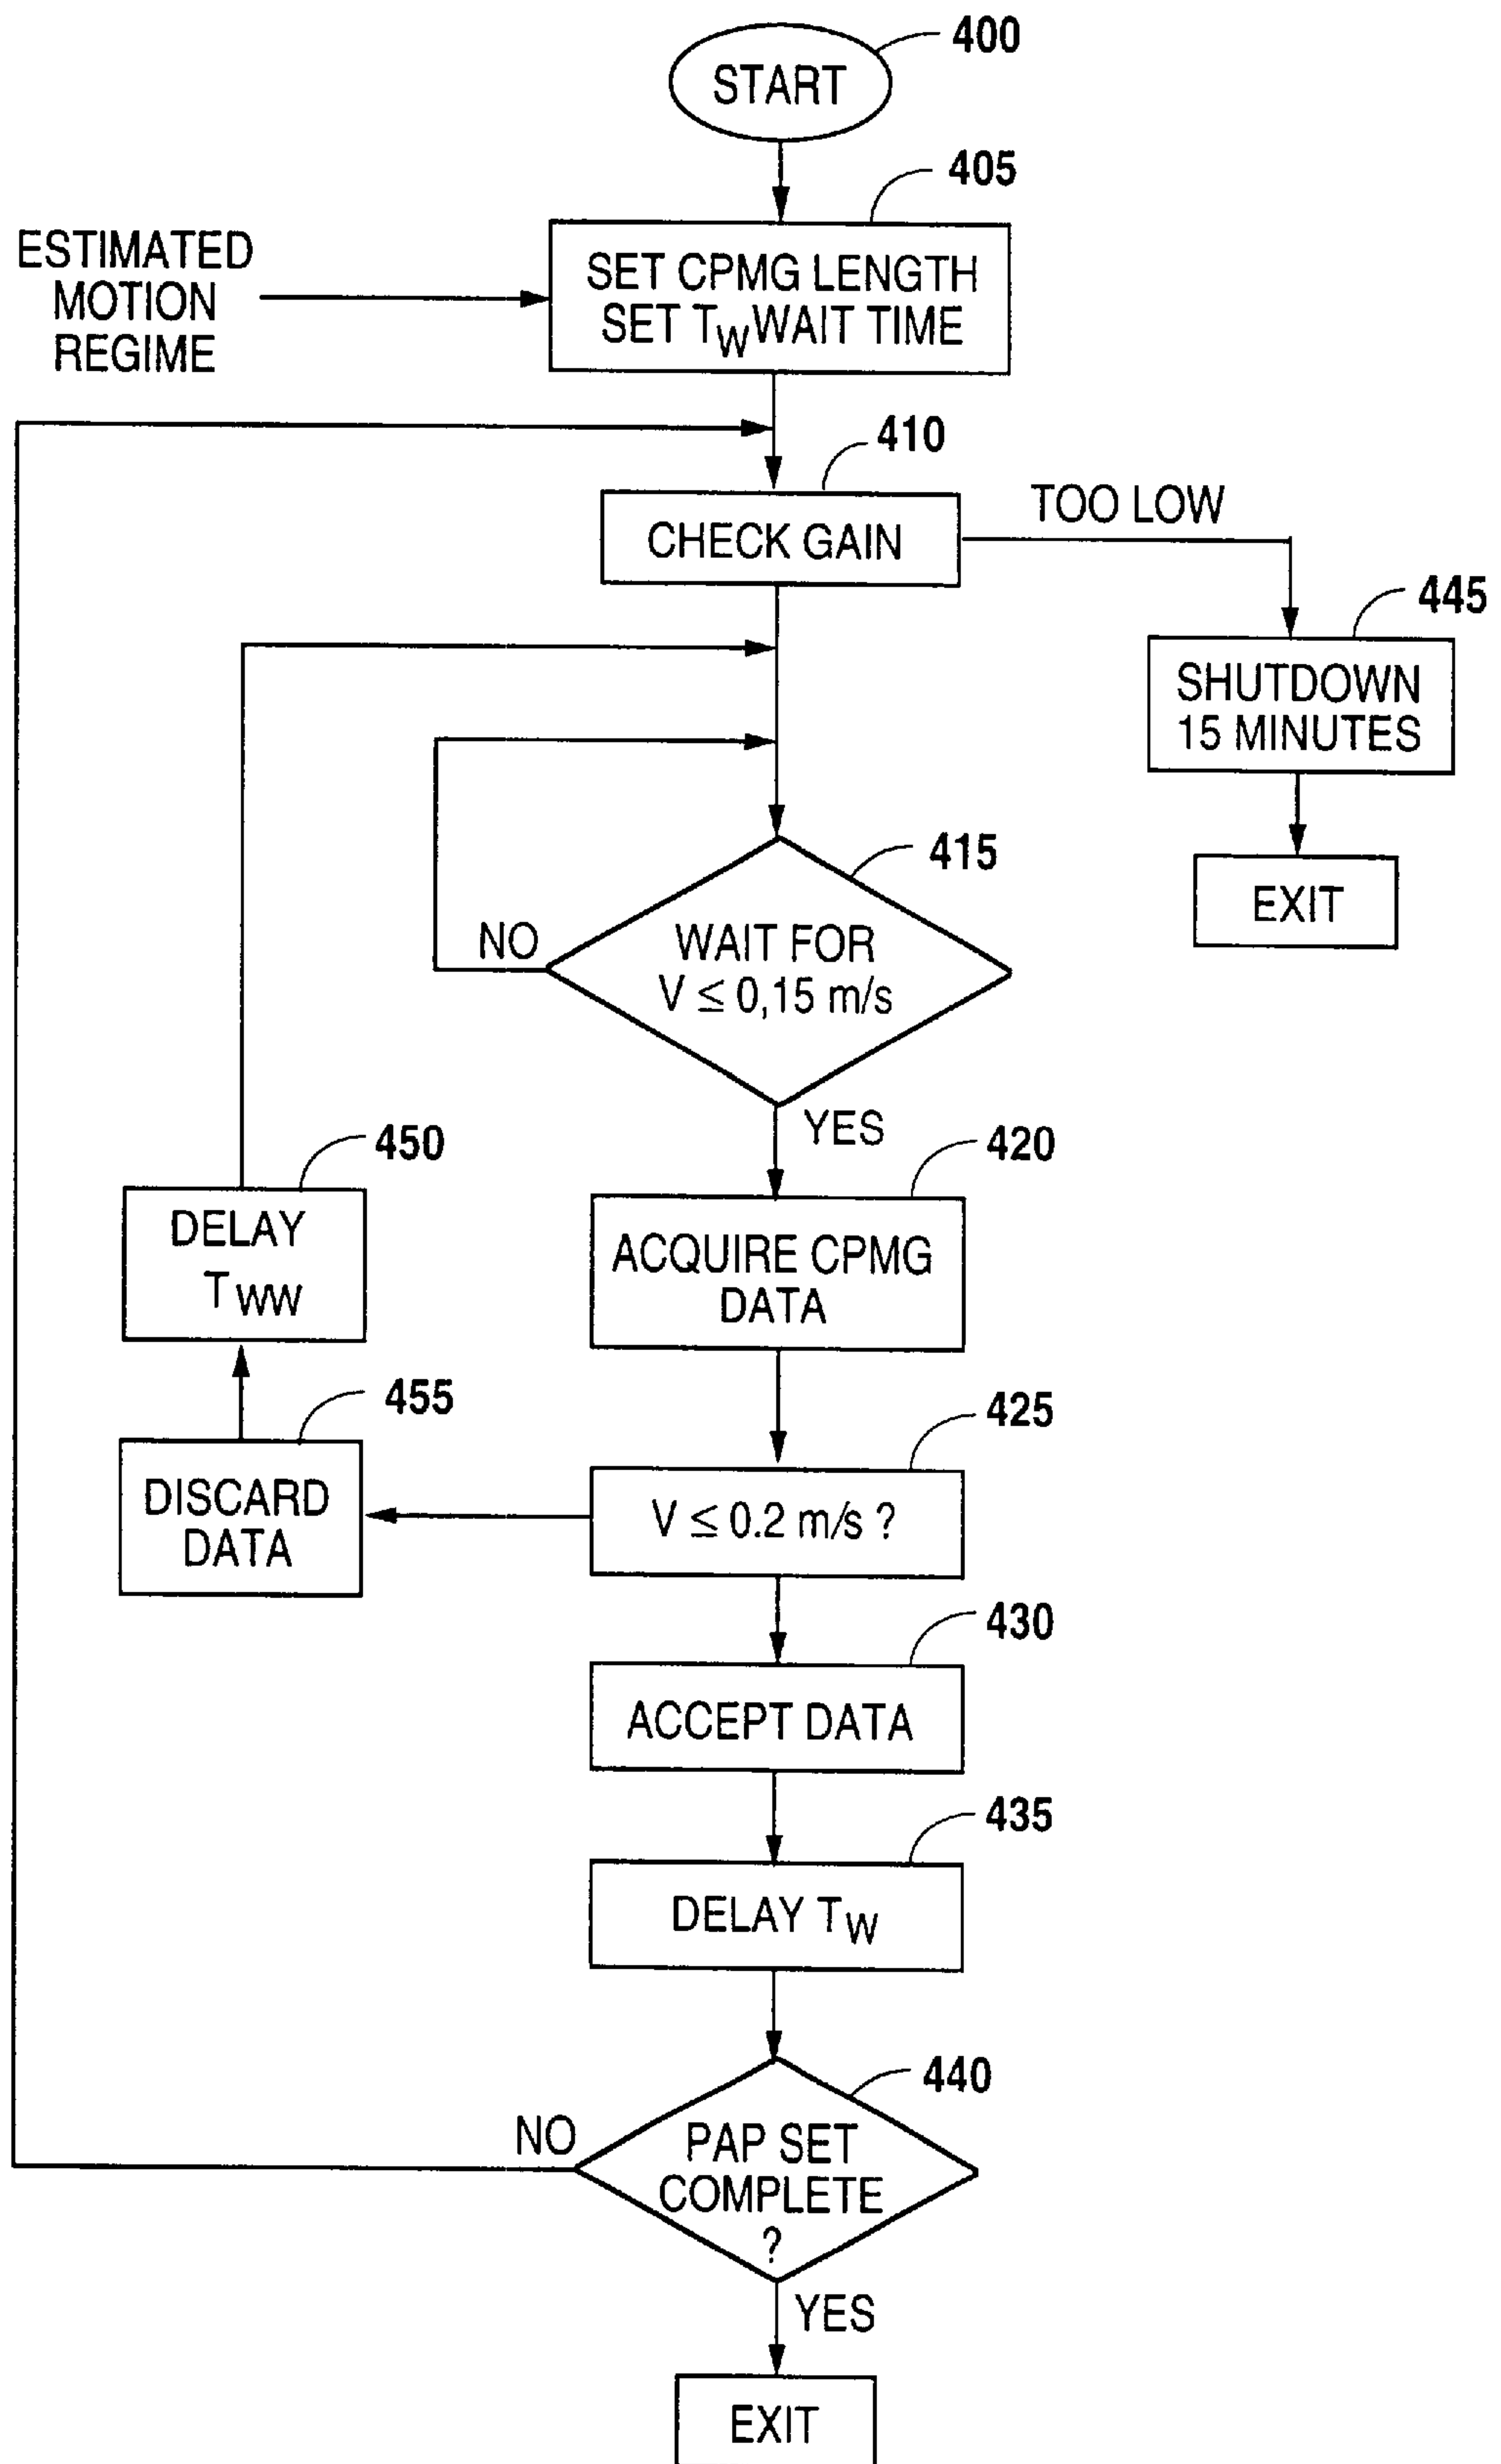 400
START
405
ESTIMATED
MOTION
REGIME
SET CPMG LENGTH
SET TW WAIT TIME
410
CHECK GAIN
TOO LOW
445
SHUTDOWN
15 MINUTES
EXIT
415
WAIT FOR
V ≤ 0,15 m/s
NO
YES
420
ACQUIRE CPMG
DATA
450
DELAY
TWW
455
DISCARD
DATA
425
V ≤ 0.2 m/s ?
430
ACCEPT DATA
435
DELAY TW
440
PAP SET
COMPLETE
?
NO
YES
EXIT